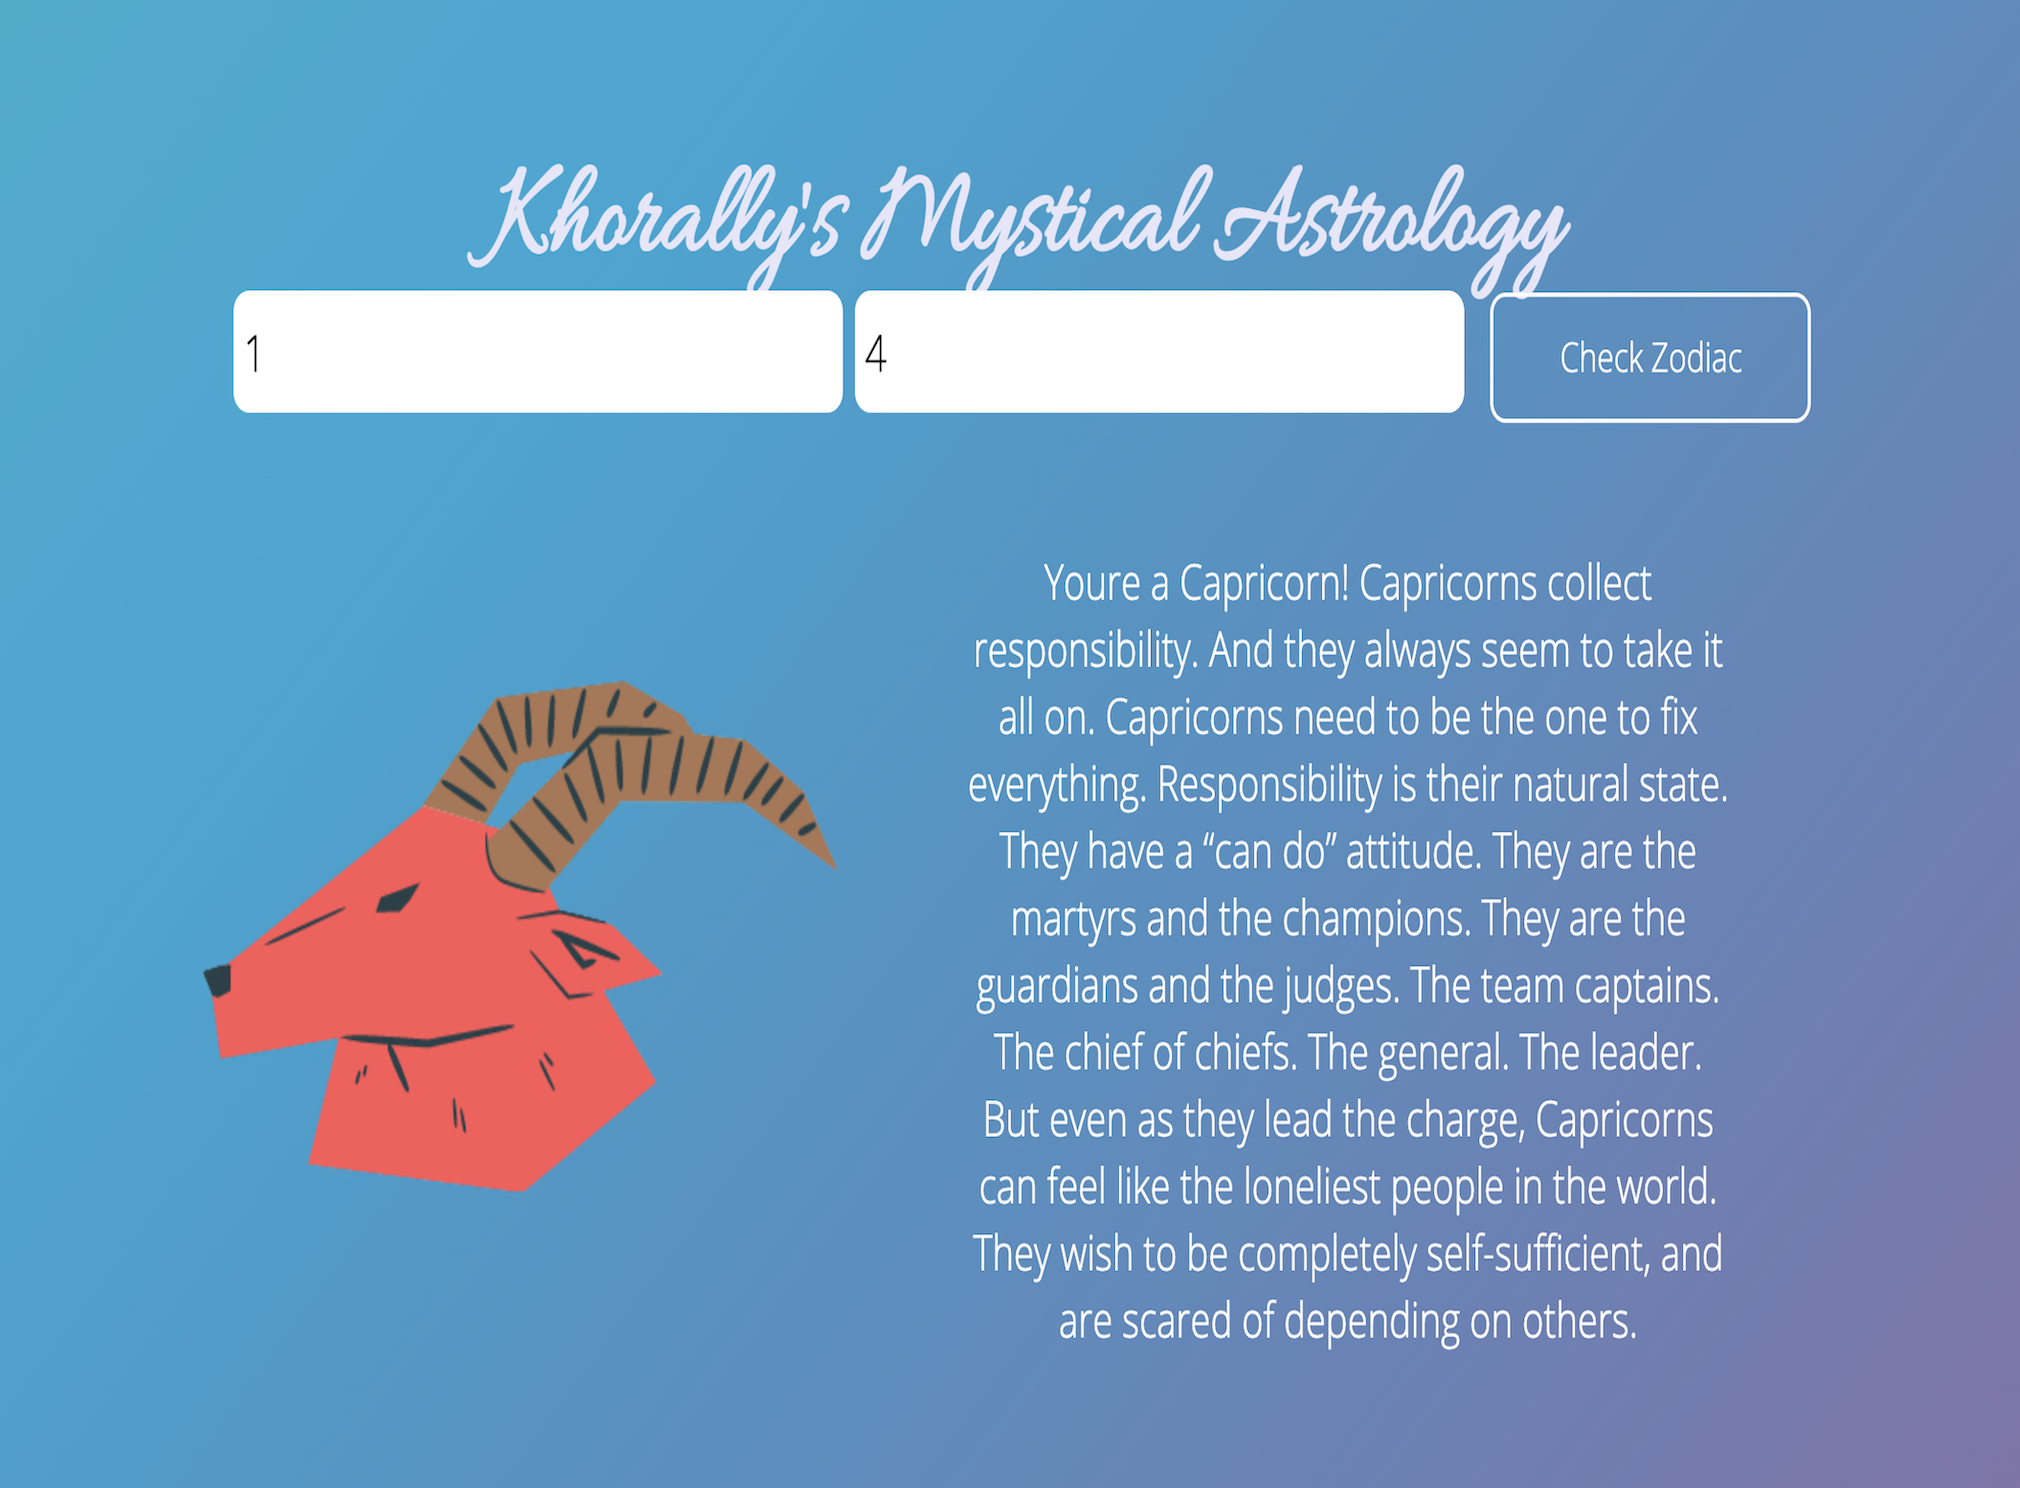 Khorally's Mystical Astrology
1
4
Check Zodiac
Youre a Capricorn! Capricorns collect
responsibility. And they always seem to take it
all on. Capricorns need to be the one to fix
everything. Responsibility is their natural state.
They have a “can do” attitude. They are the
martyrs and the champions. They are the
guardians and the judges. The team captains.
The chief of chiefs. The general. The leader.
But even as they lead the charge, Capricorns
can feel like the loneliest people in the world.
They wish to be completely self-sufficient, and
are scared of depending on others.